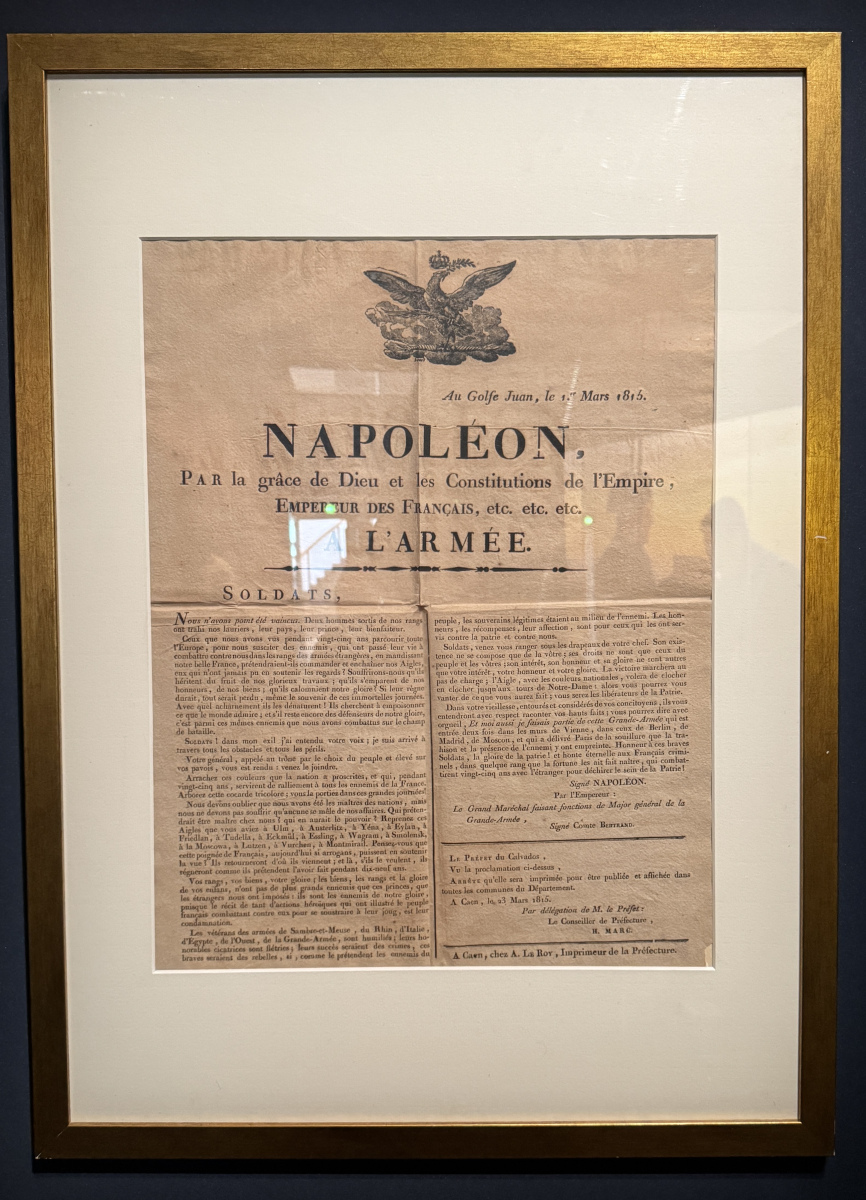 Au Golfe Juan, le 1.er Mars 1815.
NAPOLÉON,
PAR la grâce de Dieu et les Constitutions de l'Empire,
EMPEREUR DES FRANÇAIS, etc. etc. etc.
A L'ARMÉE.
SOLDATS,
Nous n'avons point été vaincus. Deux hommes sortis de nos rangs
ont trahi nos lauriers, leur pays, leur prince, leur bienfaiteur.
Ceux que nous avons vus pendant vingt-cinq ans parcourir toute
l'Europe, pour nous susciter des ennemis, qui ont passé leur vie à
combattre contre nous dans les rangs des armées étrangères, en maudissant
notre belle France, prétendraient-ils commander et enchaîner nos Aigles,
eux qui n'ont jamais pu en soutenir les regards? Souffrirons-nous qu'ils
héritent du fruit de nos glorieux travaux; qu'ils s'emparent de nos
honneurs, de nos biens; qu'ils calomnient notre gloire? Si leur règne
durait, tout serait perdu, même le souvenir de ces immortelles journées.
Avec quel acharnement ils les dénaturent! Ils cherchent à empoisonner
ce que le monde admire; et s'il reste encore des défenseurs de notre gloire,
c'est parmi ces mêmes ennemis que nous avons combattus sur le champ
de bataille.
SOLDATS! dans mon exil j'ai entendu votre voix; je suis arrivé à
travers tous les obstacles et tous les périls.
Votre général, appelé au trône par le choix du peuple et élevé sur
vos pavois, vous est rendu: venez le joindre.
Arrachez ces couleurs que la nation a proscrites, et qui, pendant
vingt-cinq ans, servirent de ralliement à tous les ennemis de la France.
Arborez cette cocarde tricolore; vous la portiez dans ces grandes journées!
Nous devons oublier que nous avons été les maîtres des nations, mais
nous ne devons pas souffrir qu'aucune se mêle de nos affaires. Qui préten-
drait être maître chez nous? qui en aurait le pouvoir? Reprenez ces
Aigles que vous aviez à Ulm, à Austerlitz, à Yéna, à Eylau, à
Friedlan, à Tudella, à Eckmül, à Essling, à Wagram, à Smolensk,
à la Moscowa, à Lutzen, à Vurchen, à Montmirail. Pensez-vous que
cette poignée de Français, aujourd'hui si arrogans, puissent en soutenir
la vue? Ils retourneront d'où ils viennent; et là, s'ils le veulent, ils
régneront comme ils prétendent l'avoir fait pendant dix-neuf ans.
Vos rangs, vos biens, votre gloire; les biens, les rangs et la gloire
de vos enfans, n'ont pas de plus grands ennemis que ces princes, que
les étrangers nous ont imposés: ils sont les ennemis de notre gloire,
puisque le récit de tant d'actions héroïques qui ont illustré le peuple
français combattant contre eux pour se soustraire à leur joug, est leur
condamnation.
Les vétérans des armées de Sambre-et-Meuse, du Rhin, d'Italie,
d'Egypte, de l'Ouest, de la Grande-Armée, sont humiliés; leurs ho-
norables cicatrices sont flétries; leurs succès seraient des crimes, ces
braves seraient des rebelles, si, comme le prétendent les ennemis du
peuple, les souverains légitimes étaient au milieu de l'ennemi. Les hon-
neurs, les récompenses, leur affection, sont pour ceux qui les ont ser-
vis contre la patrie et contre nous.
Soldats, venez vous ranger sous les drapeaux de votre chef. Son exis-
tence ne se compose que de la vôtre; ses droits ne sont que ceux du
peuple et les vôtres; son intérêt, son honneur et sa gloire ne sont autres
que votre intérêt, votre honneur et votre gloire. La victoire marchera au
pas de charge; l'Aigle, avec les couleurs nationales, volera de clocher
en clocher jusqu'aux tours de Notre-Dame: alors vous pourrez vous
vanter de ce que vous aurez fait; vous serez les libérateurs de la Patrie.
Dans votre vieillesse, entourés et considérés de vos concitoyens, ils vous
entendront avec respect raconter vos hauts faits; vous pourrez dire avec
orgueil, Et moi aussi je faisais partie de cette Grande-Armée qui est
entrée deux fois dans les murs de Vienne, dans ceux de Berlin, de
Madrid, de Moscou, et qui a délivré Paris de la souillure que la tra-
hison et la présence de l'ennemi y ont empreinte. Honneur à ces braves
Soldats, la gloire de la patrie! et honte éternelle aux Français crimi-
nels, dans quelque rang que la fortune les ait fait naître, qui combat-
tirent vingt-cinq ans avec l'étranger pour déchirer le sein de la Patrie!
Signé NAPOLÉON.
Par l'Empereur:
Le Grand Maréchal faisant fonctions de Major général de la
Grande-Armée,
Signé Comte BERTRAND.
LE PRÉFET du Calvados,
Vu la proclamation ci-dessus,
ARRÊTE qu'elle sera imprimée pour être publiée et affichée dans
toutes les communes du Département.
A CAEN, le 23 Mars 1815.
Par délégation de M. le Préfet:
Le Conseiller de Préfecture,
H. MARC.
A Caen, chez A. LE ROY, Imprimeur de la Préfecture.